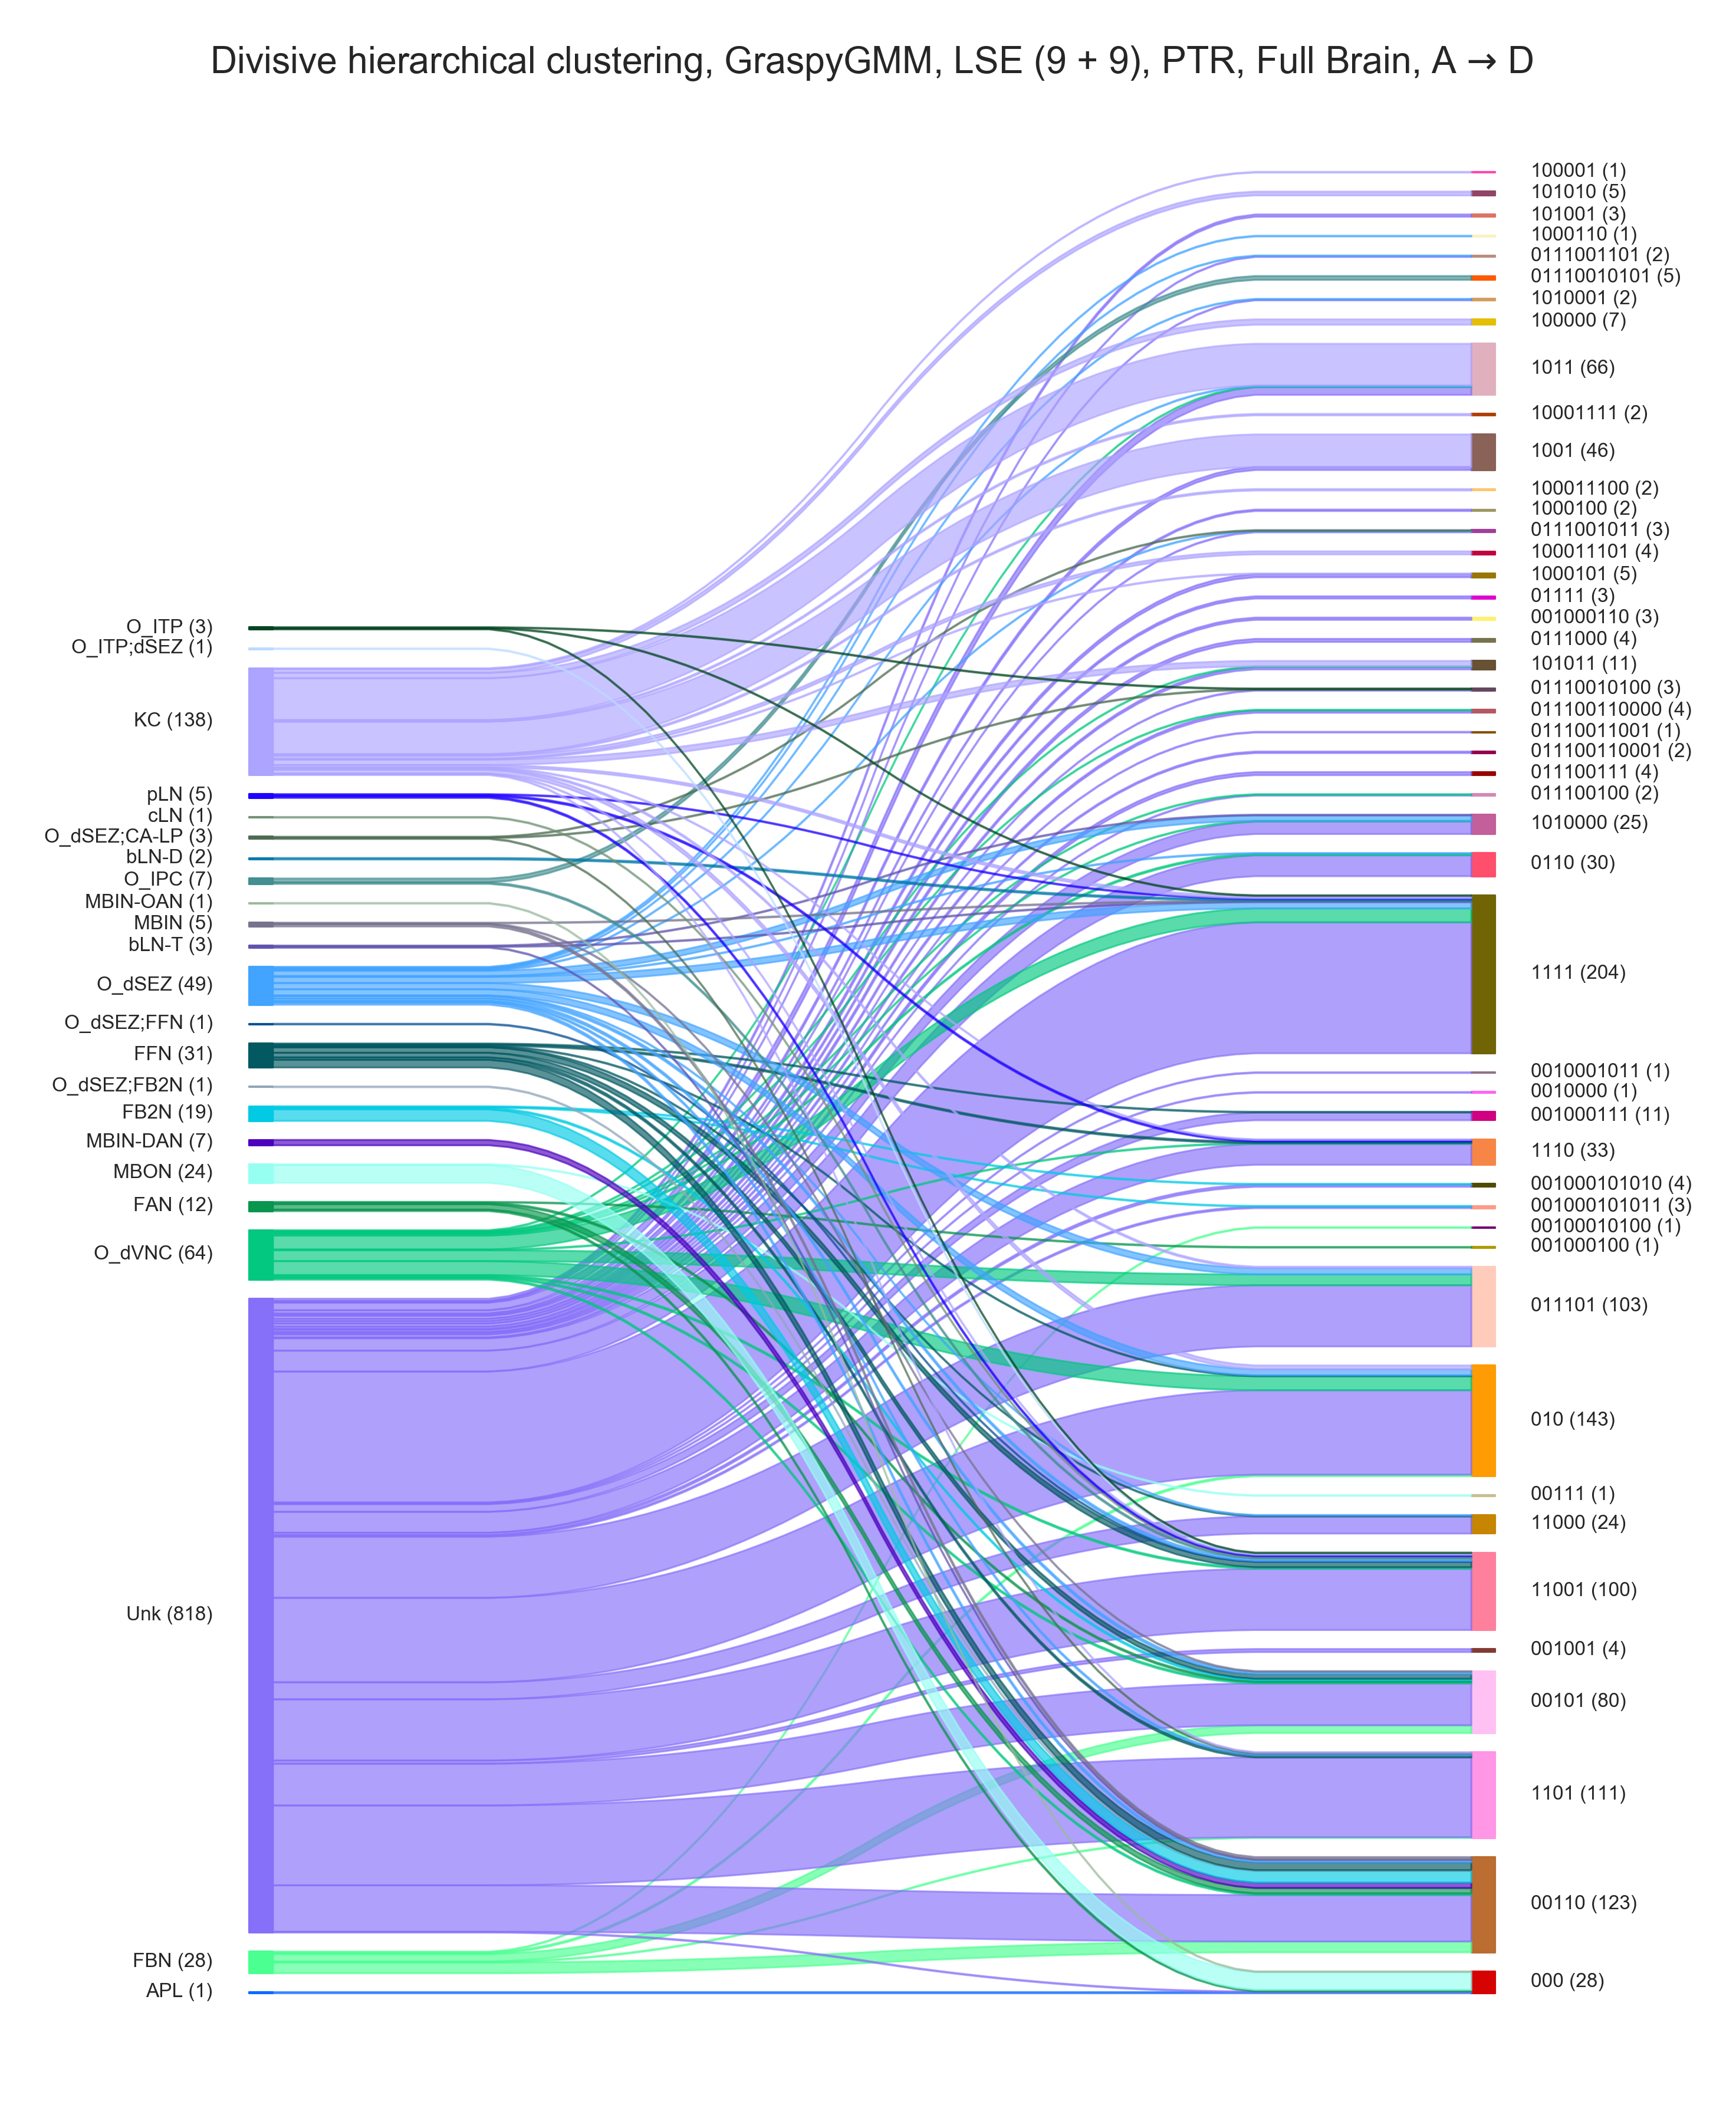 Divisive hierarchical clustering, GraspyGMM, LSE (9 + 9), PTR, Full Brain, A → D
O_ITP (3)
O_ITP;dSEZ (1)
KC (138)
pLN (5)
cLN (1)
O_dSEZ;CA-LP (3)
bLN-D (2)
O_IPC (7)
MBIN-OAN (1)
MBIN (5)
bLN-T (3)
O_dSEZ (49)
O_dSEZ;FFN (1)
FFN (31)
O_dSEZ;FB2N (1)
FB2N (19)
MBIN-DAN (7)
MBON (24)
FAN (12)
O_dVNC (64)
Unk (818)
FBN (28)
APL (1)
100001 (1)
101010 (5)
101001 (3)
1000110 (1)
0111001101 (2)
01110010101 (5)
1010001 (2)
100000 (7)
1011 (66)
10001111 (2)
1001 (46)
100011100 (2)
1000100 (2)
0111001011 (3)
100011101 (4)
1000101 (5)
01111 (3)
001000110 (3)
0111000 (4)
101011 (11)
01110010100 (3)
011100110000 (4)
01110011001 (1)
011100110001 (2)
011100111 (4)
011100100 (2)
1010000 (25)
0110 (30)
1111 (204)
0010001011 (1)
0010000 (1)
001000111 (11)
1110 (33)
001000101010 (4)
001000101011 (3)
00100010100 (1)
001000100 (1)
011101 (103)
010 (143)
00111 (1)
11000 (24)
11001 (100)
001001 (4)
00101 (80)
1101 (111)
00110 (123)
000 (28)